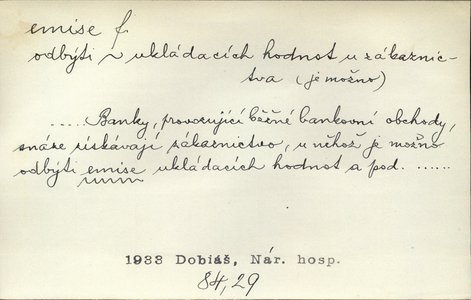 emise f.
odbýti ~ ukládacích hodnot u zákaznic-
tva (je možno)
..... Banky, provozující běžné bankovní obchody,
snáze získávají zákaznictvo, u něhož je možno
odbýti emise ukládacích hodnot a pod. ......
1933 Dobiáš, Nár. hosp.
84,29